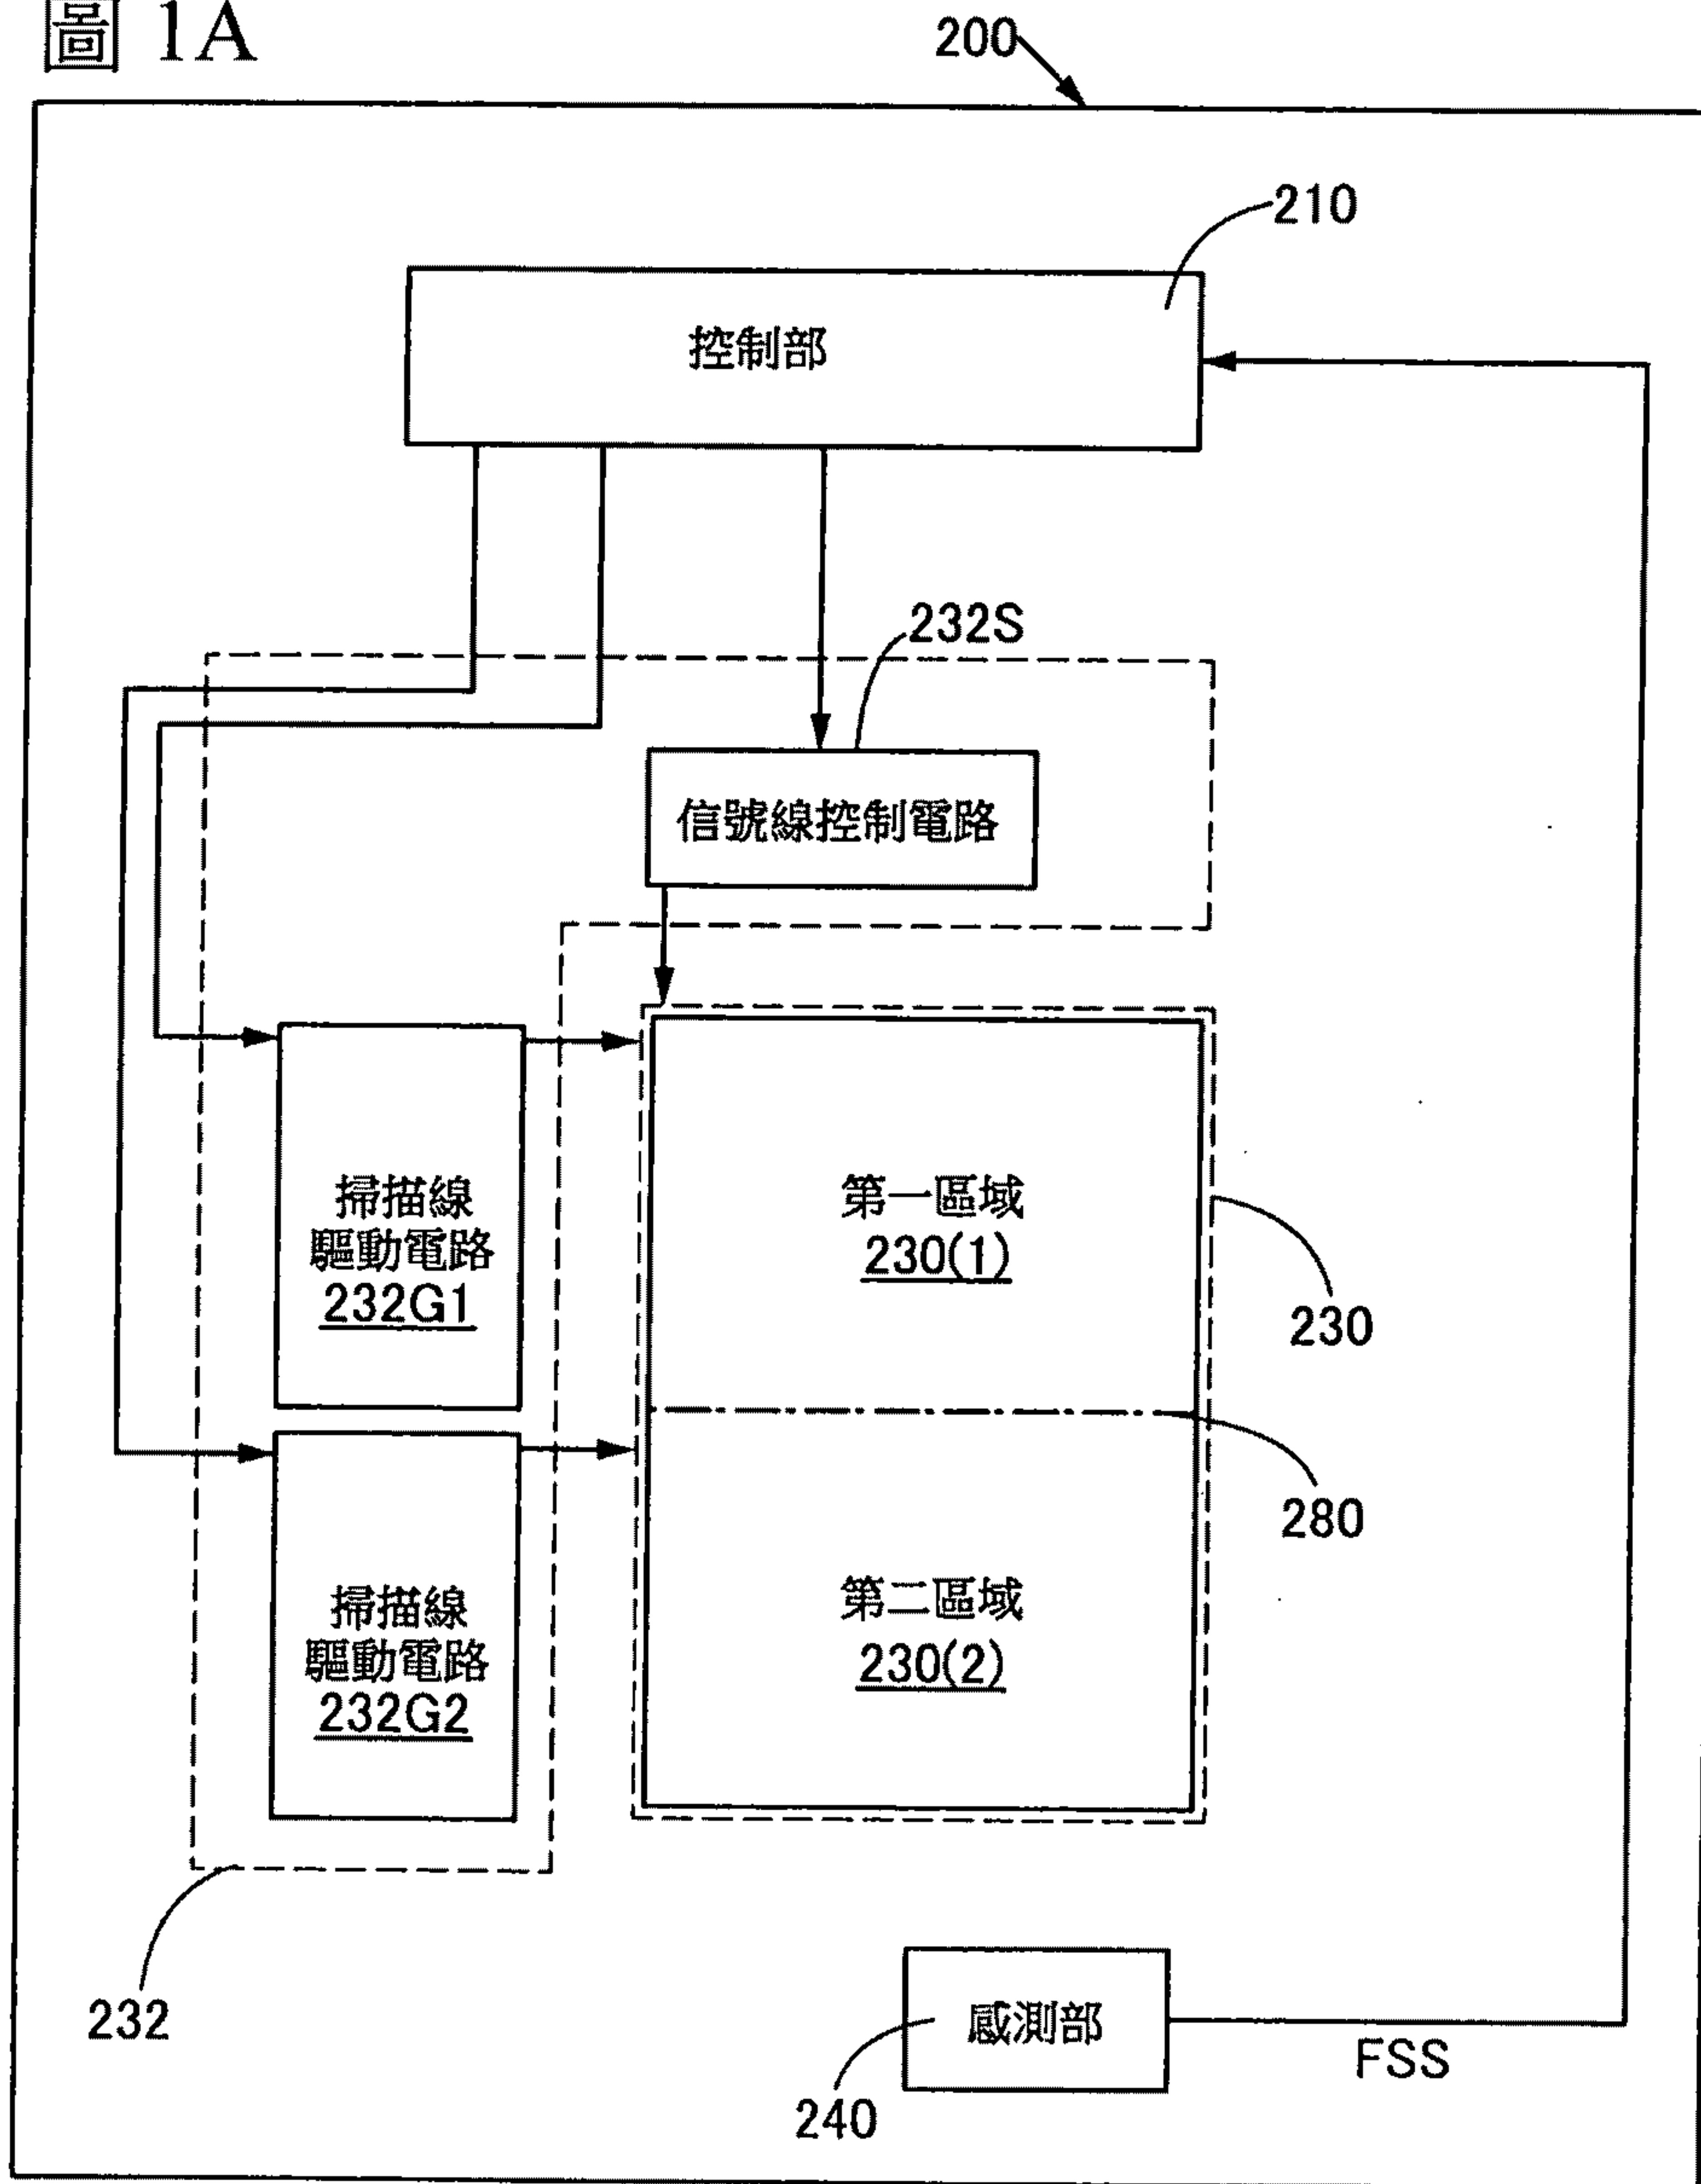 圖 1A
200
210
控制部
232S
信號線控制電路
掃描線
驅動電路
232G1
第一區域
230(1)
230
280
掃描線
驅動電路
232G2
第二區域
230(2)
232
感測部
240
FSS